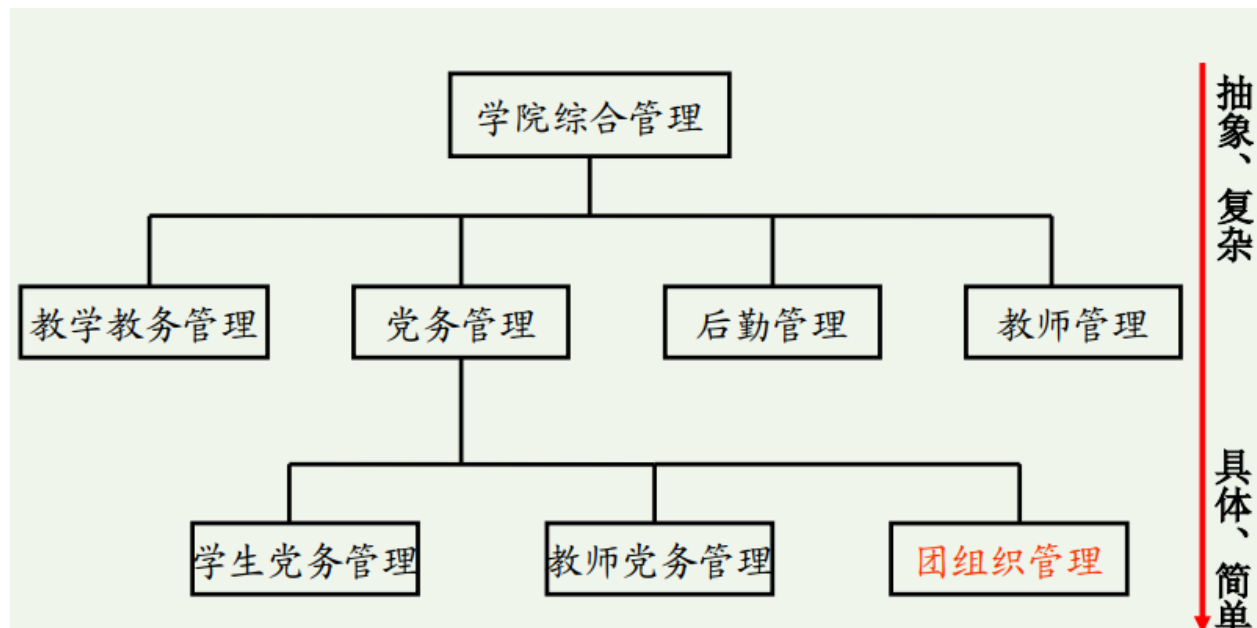 学院综合管理
教学教务管理
党务管理
后勤管理
教师管理
学生党务管理
教师党务管理
团组织管理
抽象、复杂
具体、简单